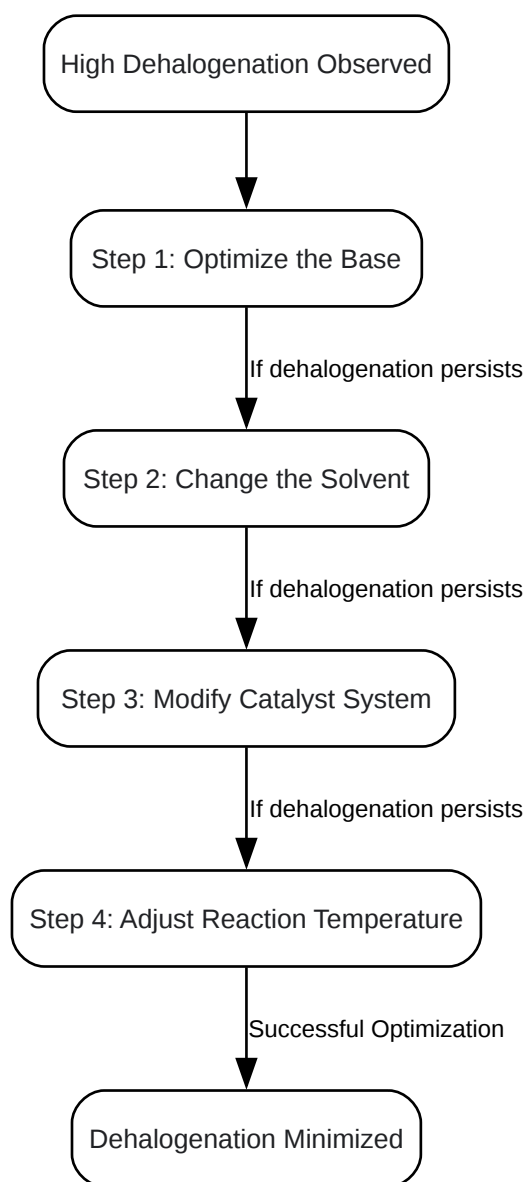 High Dehalogenation Observed
Step 1: Optimize the Base
If dehalogenation persists
Step 2: Change the Solvent
If dehalogenation persists
Step 3: Modify Catalyst System
If dehalogenation persists
Step 4: Adjust Reaction Temperature
Successful Optimization
Dehalogenation Minimized